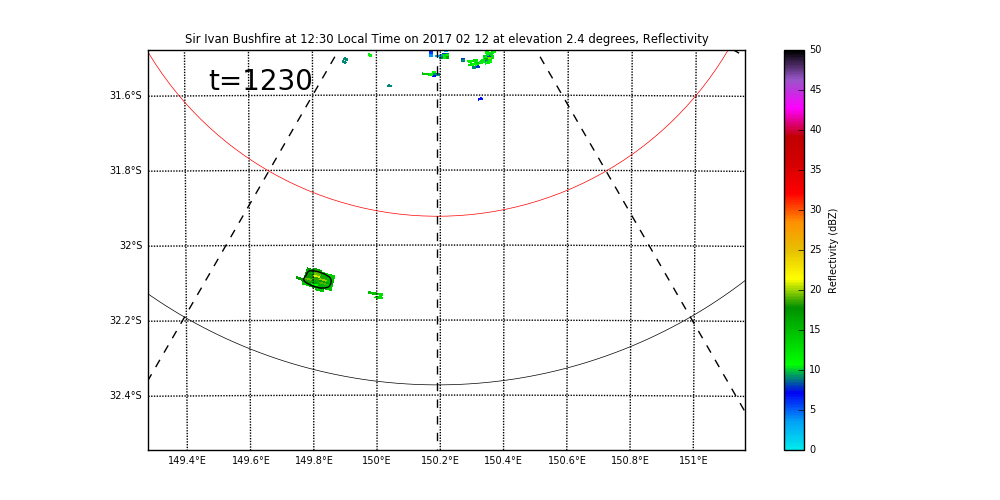 Sir Ivan Bushfire at 12:30 Local Time on 2017 02 12 at elevation 2.4 degrees, Reflectivity
t=1230
31.6°S
31.8°S
32°S
32.2°S
32.4°S
149.4°E 149.6°E 149.8°E 150°E 150.2°E 150.4°E 150.6°E 150.8°E 151°E
50
45
40
35
30
25
20
15
10
5
0
Reflectivity (dBZ)